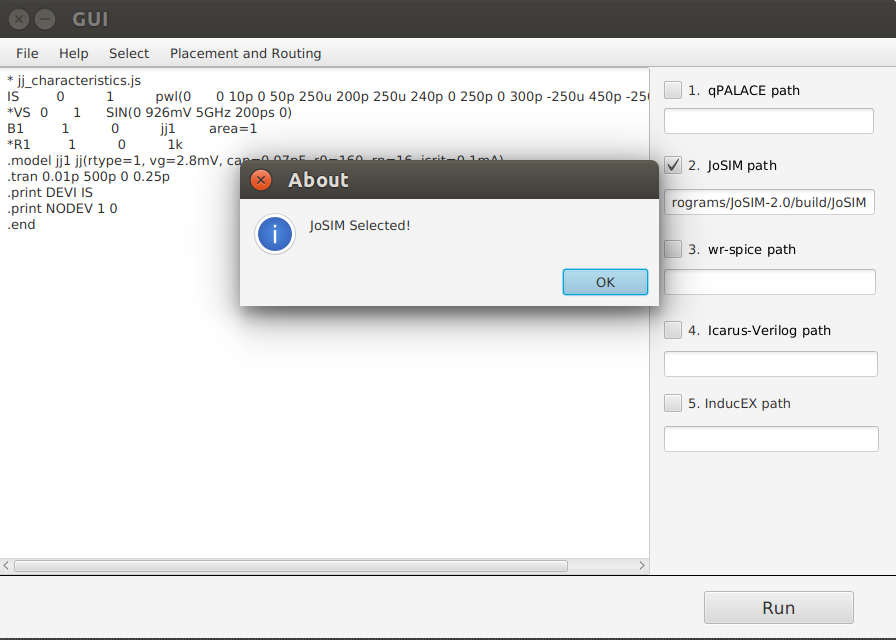 GUI
File Help Select Placement and Routing
* jj_characteristics.js
IS 0 1 pwl(0 0 10p 0 50p 250u 200p 250u 240p 0 250p 0 300p -250u 450p -250
*VS 0 1 SIN(0 926mV 5GHz 200ps 0)
B1 1 0 jj1 area=1
*R1 1 0 1k
.model jj1 jj(rtype=1, vg=2.8mV, cap=0.07pF, r0=160, rn=16, icrit=0.1mA)
.tran 0.01p 500p 0 0.25p
.print DEVI IS
.print NODEV 1 0
.end
About
JoSIM Selected!
OK
1. qPALACE path
2. JoSIM path
rograms/JoSIM-2.0/build/JoSIM
3. wr-spice path
4. Icarus-Verilog path
5. InducEX path
Run